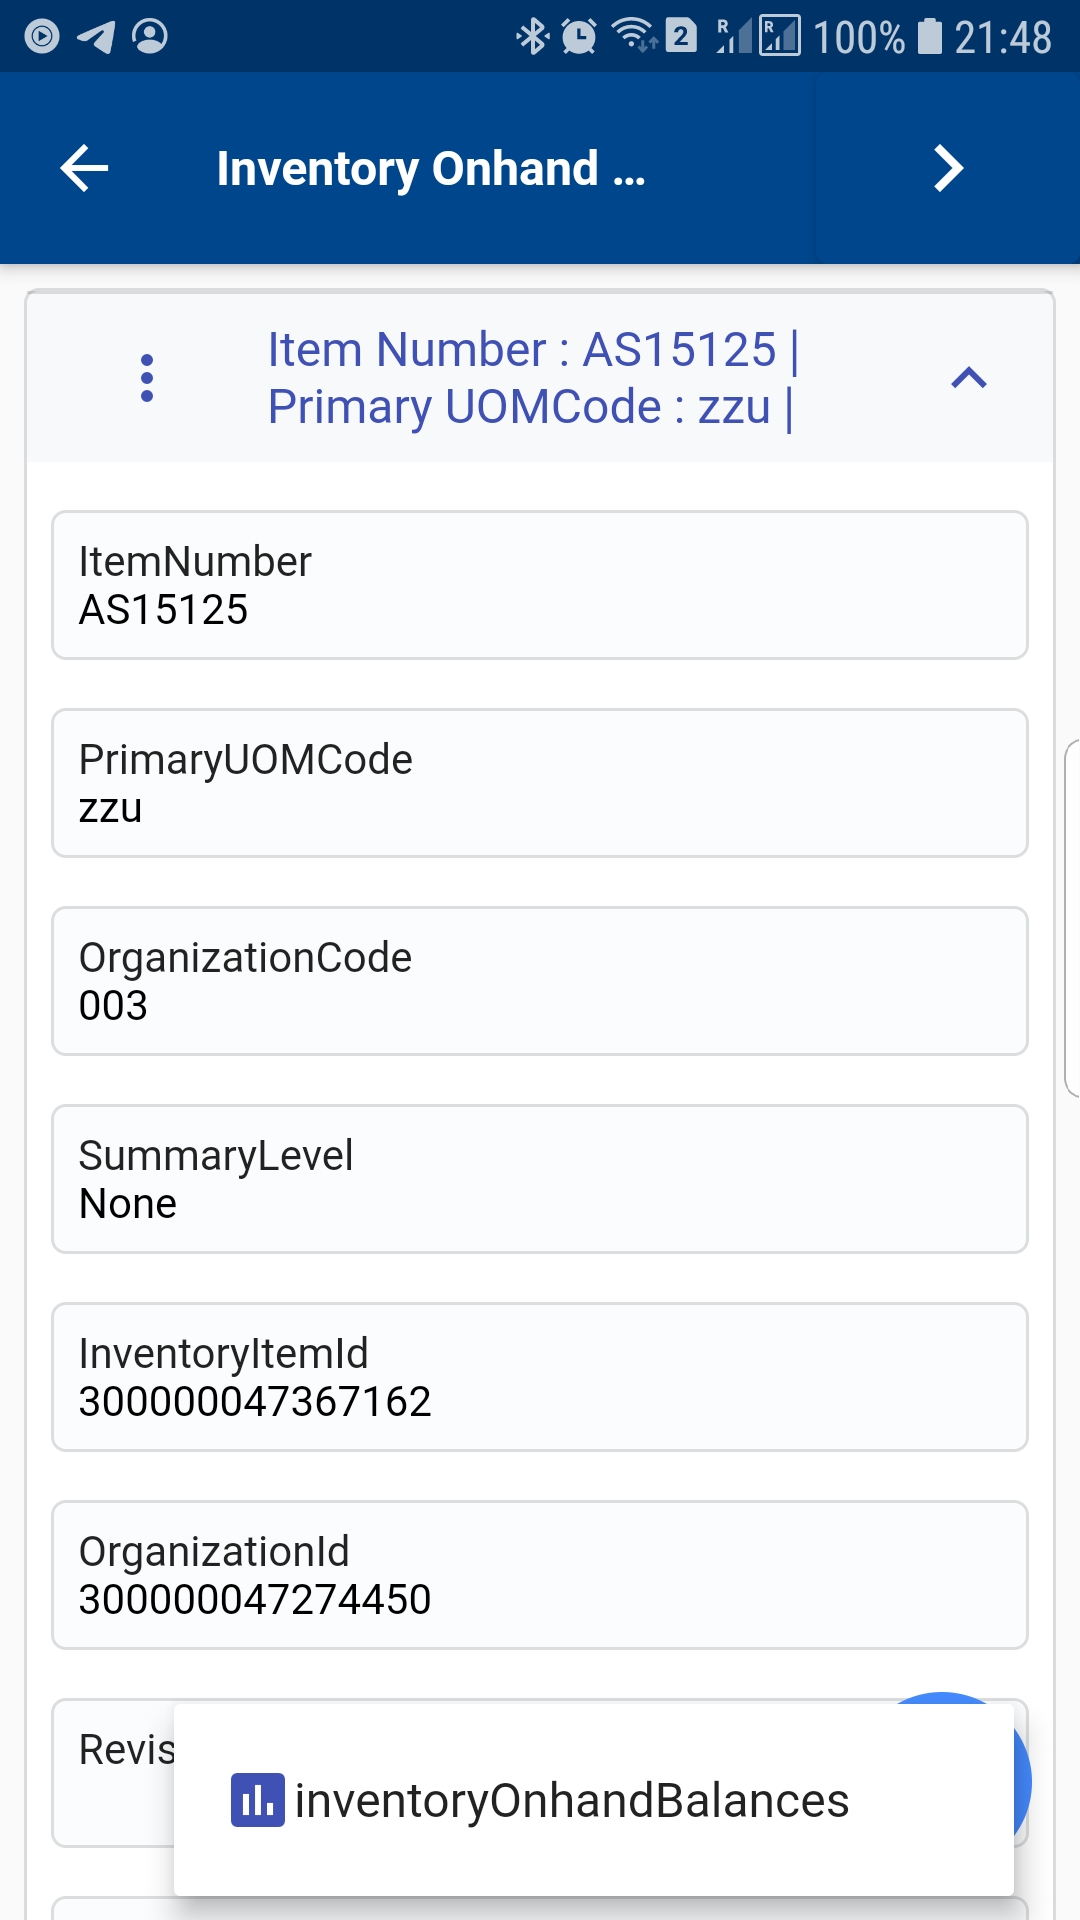 2 R R 100% 21:48
Inventory Onhand ...
Item Number : AS15125 |
Primary UOMCode : zzu |
ItemNumber
AS15125
PrimaryUOMCode
zzu
OrganizationCode
003
SummaryLevel
None
InventoryItemId
300000047367162
OrganizationId
300000047274450
Revis
inventoryOnhandBalances